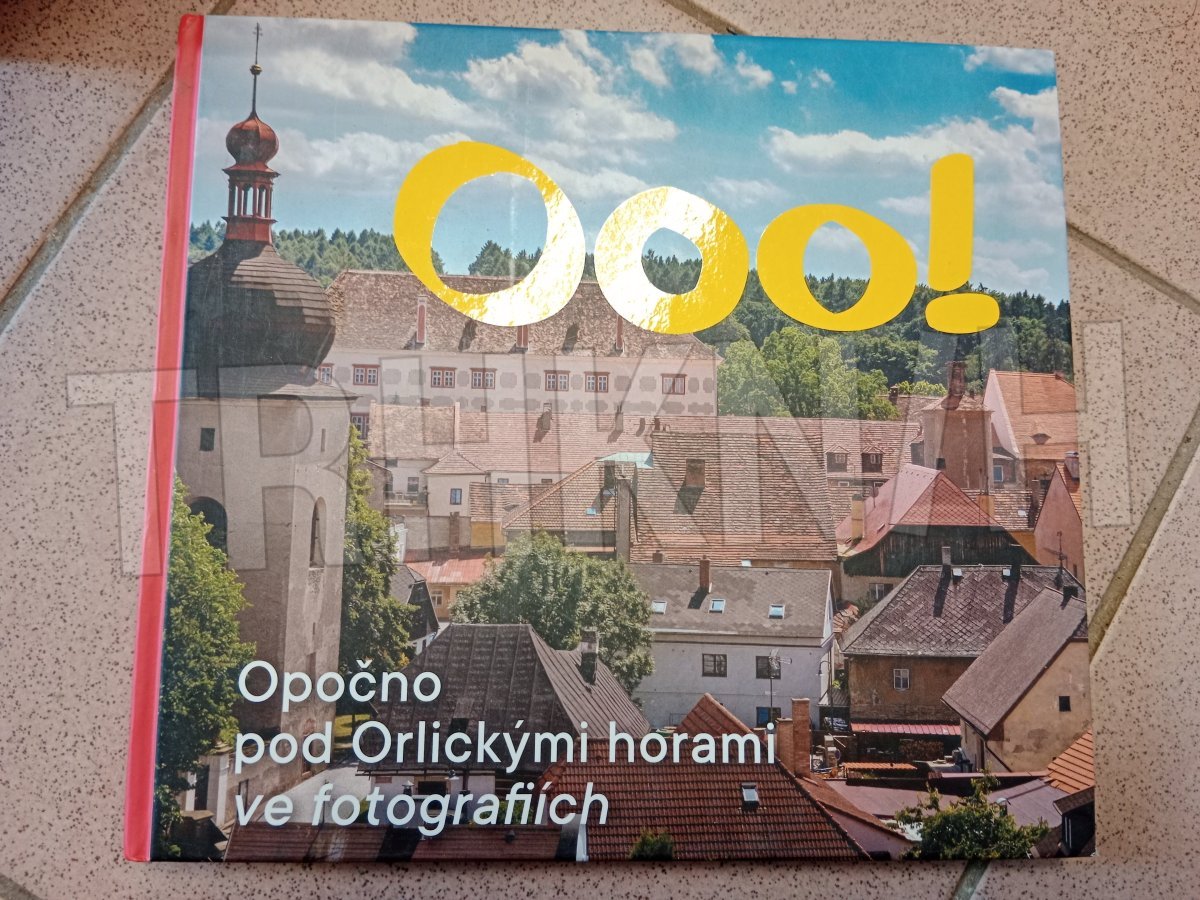 Ooo!
Opočno
pod Orlickými horami
ve fotografiích